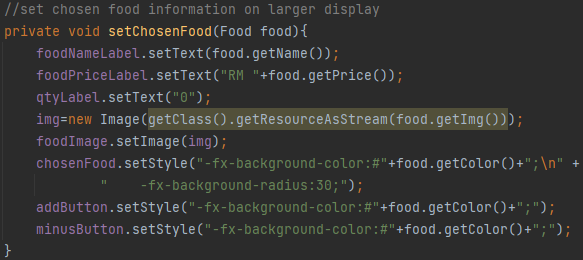 //set chosen food information on larger display
private void setChosenFood(Food food){
    foodNameLabel.setText(food.getName());
    foodPriceLabel.setText("RM "+food.getPrice());
    qtyLabel.setText("0");
    img=new Image(getClass().getResourceAsStream(food.getImg()));
    foodImage.setImage(img);
    chosenFood.setStyle("-fx-background-color:#"+food.getColor()+";\n" +
            "    -fx-background-radius:30;");
    addButton.setStyle("-fx-background-color:#"+food.getColor()+";");
    minusButton.setStyle("-fx-background-color:#"+food.getColor()+";");
}